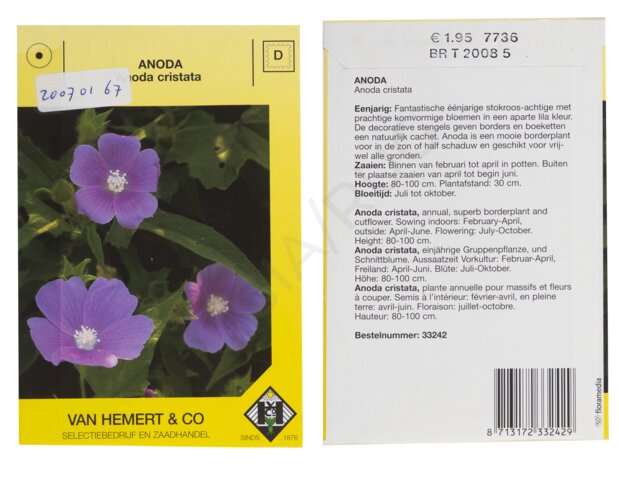 ANODA
Anoda cristata
D
20070167
VAN HEMERT & CO
SELECTIEBEDRIJF EN ZAADHANDEL
SINDS 1876
€ 1.95 7736
BR T 2008 5
ANODA
Anoda cristata
Eenjarig: Fantastische éénjarige stokroos-achtige met
prachtige komvormige bloemen in een aparte lila kleur.
De decoratieve stengels geven borders en boeketten
een natuurlijk cachet. Anoda is een mooie borderplant
voor in de zon of half schaduw en geschikt voor vrij-
wel alle gronden.
Zaaien: Binnen van februari tot april in potten. Buiten
ter plaatse zaaien van april tot begin juni.
Hoogte: 80-100 cm. Plantafstand: 30 cm.
Bloeitijd: Juli tot oktober.
Anoda cristata, annual, superb borderplant and
cutflower. Sowing indoors: February-April,
outside: April-June. Flowering: July-October.
Height: 80-100 cm.
Anoda cristata, einjährige Gruppenpflanze, und
Schnittblume. Aussaatzeit Vorkultur: Februar-April,
Freiland: April-Juni. Blüte: Juli-Oktober.
Höhe: 80-100 cm.
Anoda cristata, plante annuelle pour massifs et fleurs
à couper. Semis à l'intérieur: février-avril, en pleine
terre: avril-juin. Floraison: juillet-octobre.
Hauteur: 80-100 cm.
Bestelnummer: 33242
8 713172 332429
floramedia